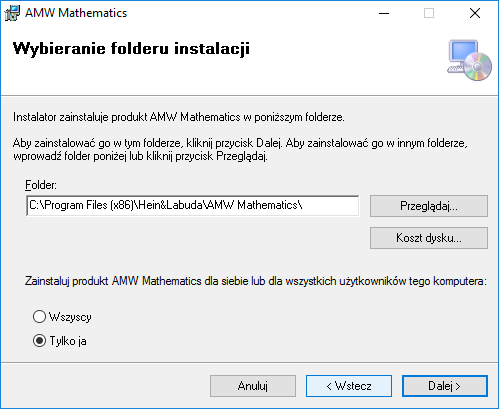 AMW Mathematics
Wybieranie folderu instalacji
Instalator zainstaluje produkt AMW Mathematics w poniższym folderze.
Aby zainstalować go w tym folderze, kliknij przycisk Dalej. Aby zainstalować go w innym folderze,
wprowadź folder poniżej lub kliknij przycisk Przeglądaj.
Folder:
C:\Program Files (x86)\Hein&Labuda\AMW Mathematics\
Przeglądaj...
Koszt dysku...
Zainstaluj produkt AMW Mathematics dla siebie lub dla wszystkich użytkowników tego komputera:
Wszyscy
Tylko ja
Anuluj
< Wstecz
Dalej >